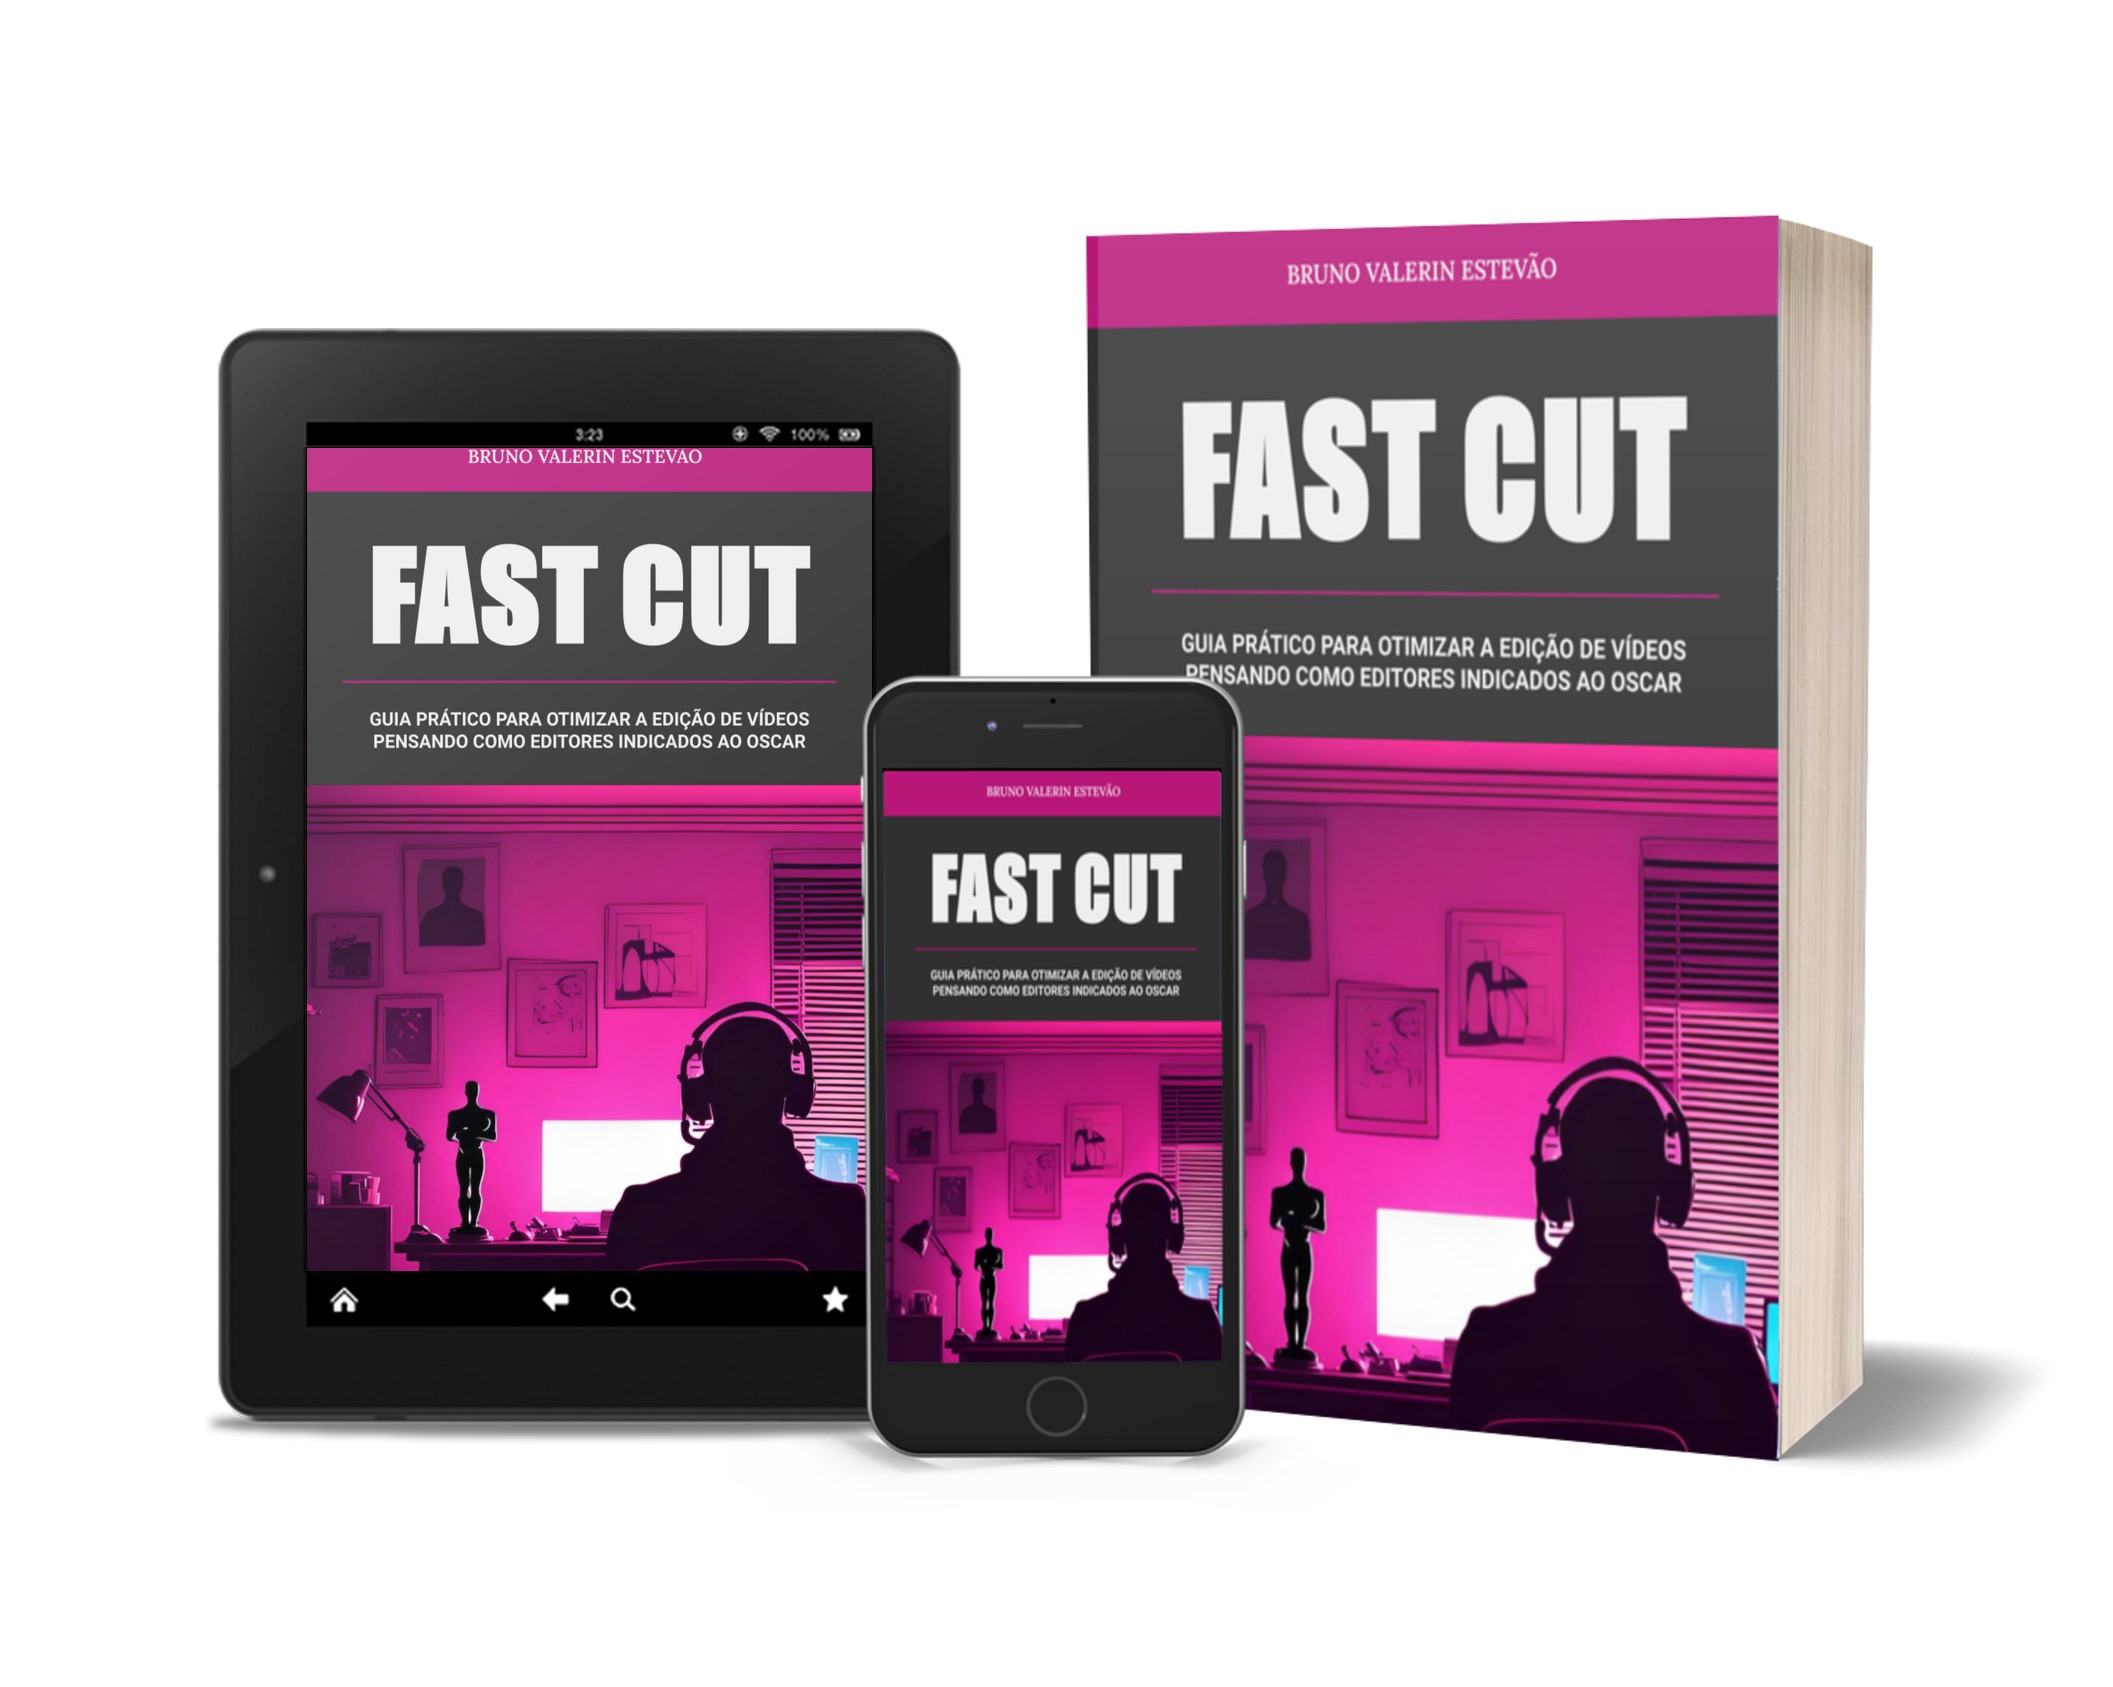 3:23
100%
BRUNO VALERIN ESTEVAO
FAST CUT
GUIA PRÁTICO PARA OTIMIZAR A EDIÇÃO DE VÍDEOS
PENSANDO COMO EDITORES INDICADOS AO OSCAR
BRUNO VALERIN ESTEVÃO
FAST CUT
GUIA PRÁTICO PARA OTIMIZAR A EDIÇÃO DE VÍDEOS
PENSANDO COMO EDITORES INDICADOS AO OSCAR
BRUNO VALERIN ESTEVÃO
FAST CUT
GUIA PRÁTICO PARA OTIMIZAR A EDIÇÃO DE VÍDEOS
PENSANDO COMO EDITORES INDICADOS AO OSCAR